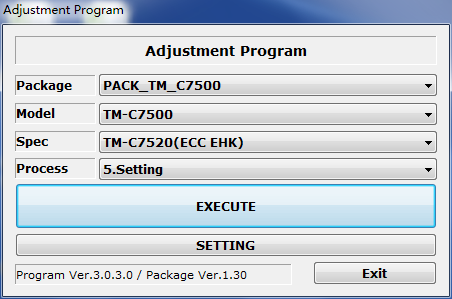 Adjustment Program
Adjustment Program
Package PACK_TM_C7500
Model TM-C7500
Spec TM-C7520(ECC EHK)
Process 5.Setting
EXECUTE
SETTING
Program Ver.3.0.3.0 / Package Ver.1.30 Exit